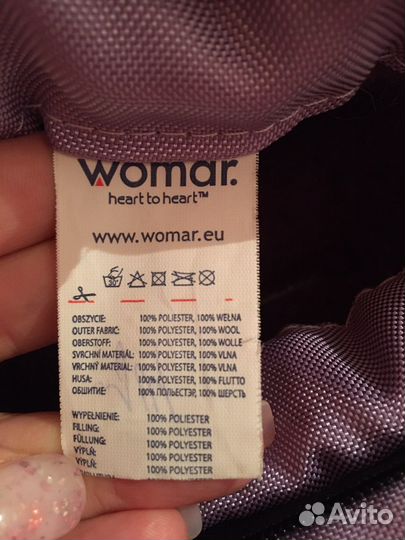 womar.
heart to heart™
www.womar.eu
30
OBSZYCIE: 100% POLIESTER, 100% WEŁNA
OUTER FABRIC: 100% POLYESTER, 100% WOOL
OBERSTOFF: 100% POLYESTER, 100% WOLLE
SVRCHNÍ MATERIÁL: 100% POLYESTER, 100% VLNA
VRCHNÝ MATERIÁL: 100% POLYESTER, 100% VLNA
HUSA: 100% POLYESTER, 100% FLUTTO
ОБШИТИЕ: 100% ПОЛЬЕСТЭР, 100% ШЕРСТЬ
WYPEŁNIENIE: 100% POLIESTER
FILLING: 100% POLYESTER
FÜLLUNG: 100% POLYESTER
VÝPLŇ: 100% POLYESTER
VÝPLŇ: 100% POLYESTER
100% POLYESTER
Avito